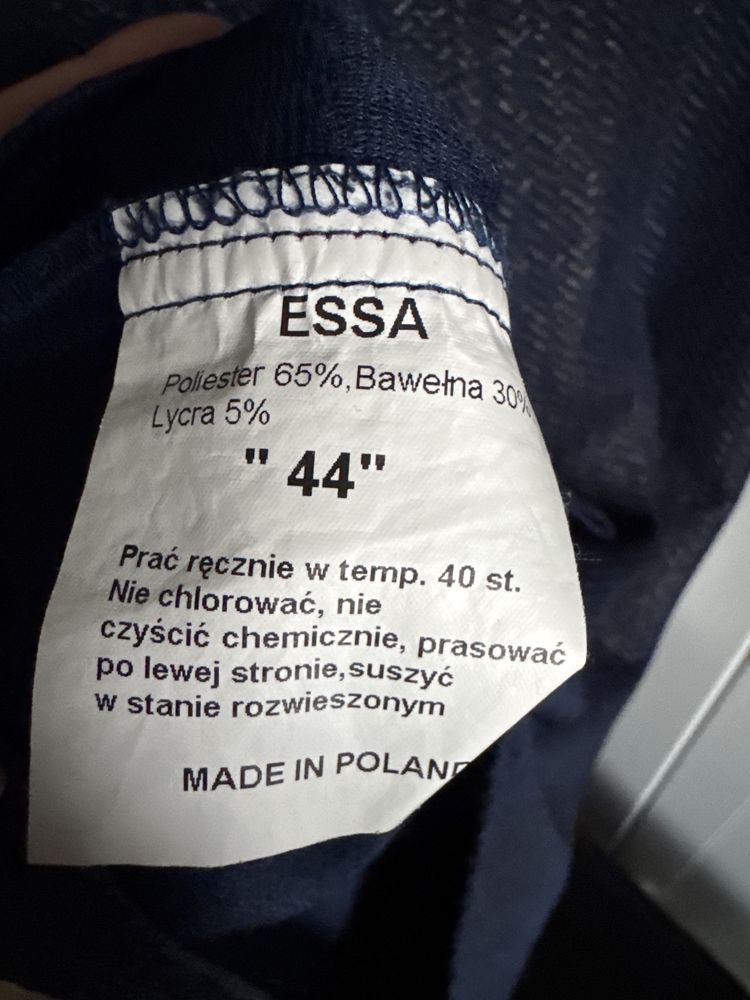 ESSA
Poliester 65%, Bawełna 30%,
Lycra 5%
" 44"
Prać ręcznie w temp. 40 st.
Nie chlorować, nie
czyścić chemicznie, prasować
po lewej stronie,suszyć
w stanie rozwieszonym
MADE IN POLAND